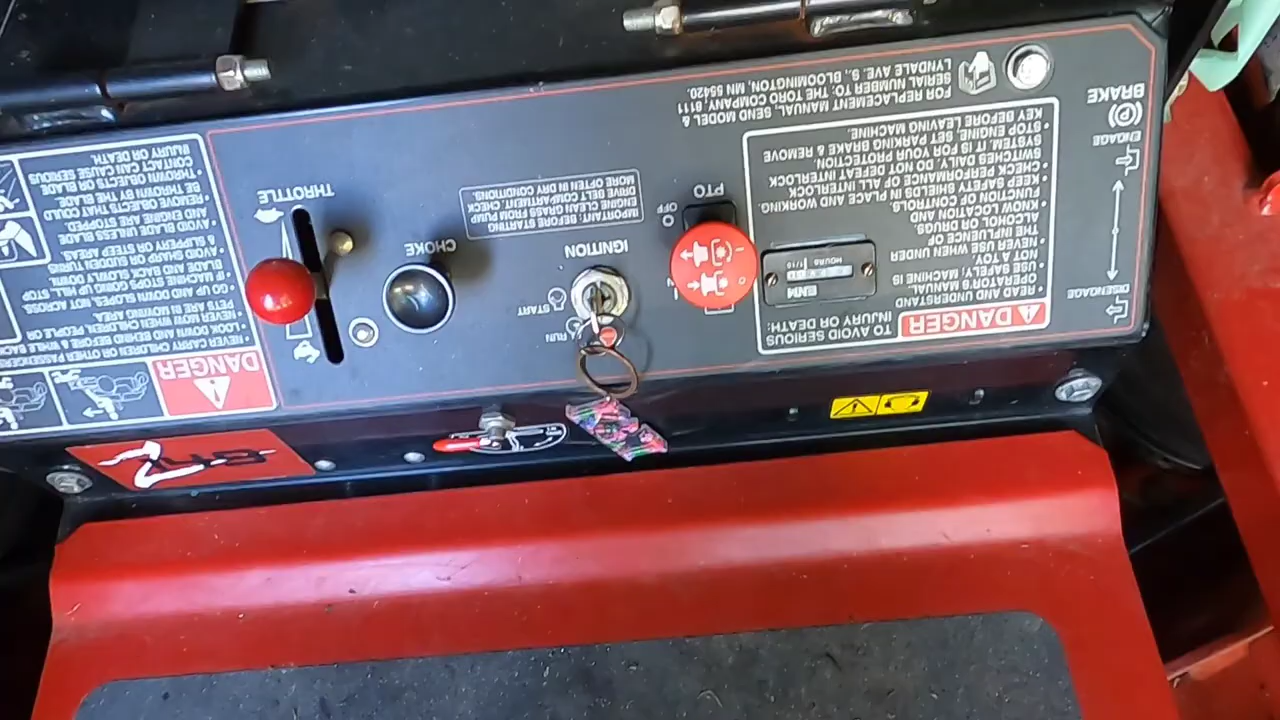 BRAKE
ENGAGE
DISENGAGE
DANGER
TO AVOID SERIOUS
INJURY OR DEATH:
• READ AND UNDERSTAND
OPERATOR'S MANUAL.
• USE SAFELY; MACHINE IS
NOT A TOY.
• NEVER USE WHEN UNDER
THE INFLUENCE OF
ALCOHOL OR DRUGS.
• KNOW LOCATION AND
FUNCTION OF CONTROLS.
• KEEP SAFETY SHIELDS IN PLACE AND WORKING.
• CHECK PERFORMANCE OF ALL INTERLOCK
SWITCHES DAILY. DO NOT DEFEAT INTERLOCK
SYSTEM. IT IS FOR YOUR PROTECTION.
• STOP ENGINE, SET PARKING BRAKE & REMOVE
KEY BEFORE LEAVING MACHINE.
FOR REPLACEMENT MANUAL, SEND MODEL &
SERIAL NUMBER TO: THE TORO COMPANY, 8111
LYNDALE AVE. S., BLOOMINGTON, MN 55420.
ENM
HOURS 1/10
PTO
OFF
IGNITION
RUN
START
IMPORTANT: BEFORE STARTING
ENGINE CLEAN GRASS FROM PUMP
DRIVE BELT COMPARTMENT. CHECK
MORE OFTEN IN DRY CONDITIONS.
CHOKE
THROTTLE
DANGER
• NEVER CARRY CHILDREN OR OTHER PASSENGERS
• LOOK DOWN AND BEHIND BEFORE & WHILE
• NEVER MOW WHEN CHILDREN, PEOPLE OR
PETS IN MOWING AREA.
• GO UP AND DOWN SLOPES NOT ACROSS.
• IF MACHINE STOPS GOING UP HILL STOP
BLADE AND BACK SLOWLY
• AVOID SHARP OR SUDDEN TURNS
& SLIPPERY OR STEEP AREAS.
AVOID BLADE UNLESS BLADE
AND ENGINE ARE STOPPED.
• REMOVE OBJECTS THAT COULD
BE THROWN BY THE BLADE.
• THROWN OBJECTS OR BLADE
CONTACT CAN CAUSE SERIOUS
INJURY OR DEATH.